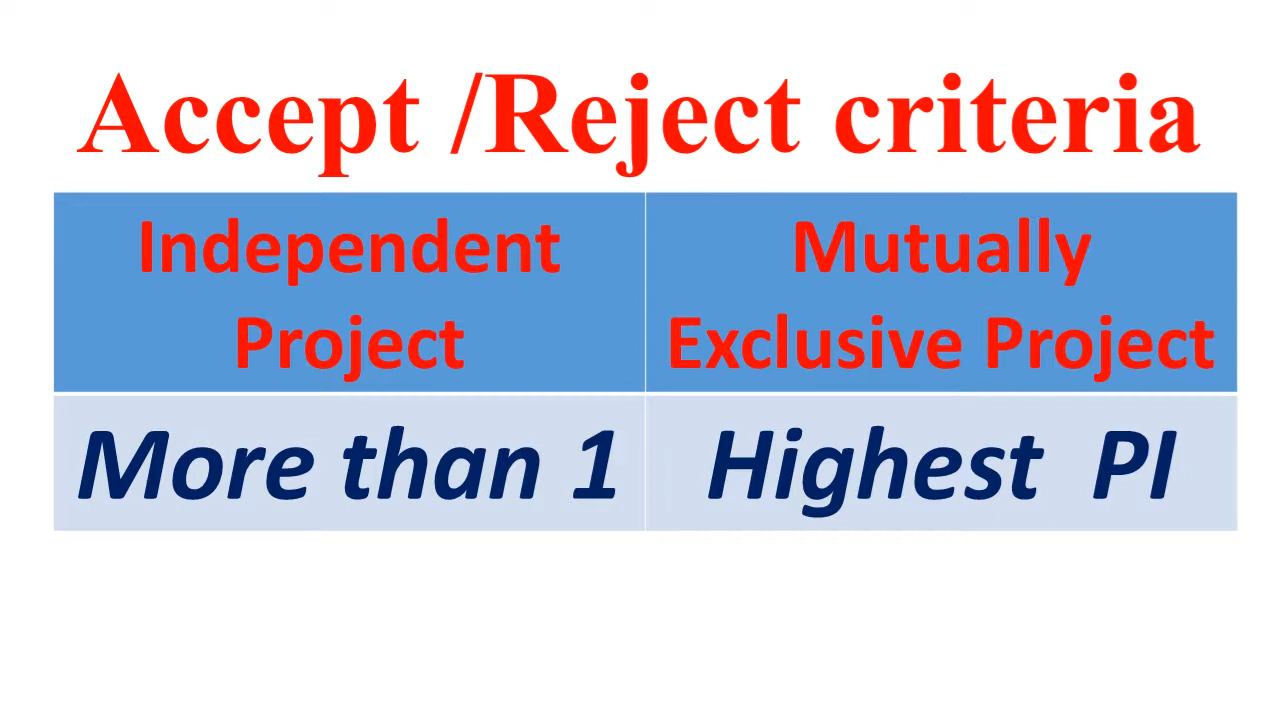 Accept /Reject criteria
Independent
Project
Mutually
Exclusive Project
More than 1
Highest PI